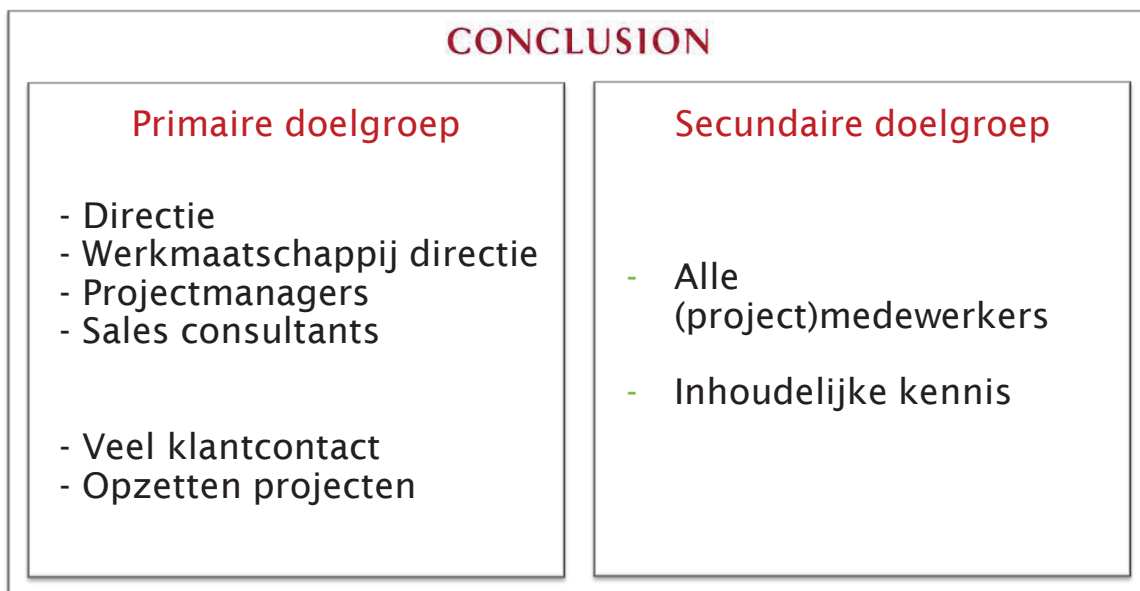 CONCLUSION
Primaire doelgroep
- Directie
- Werkmaatschappij directie
- Projectmanagers
- Sales consultants
- Veel klantcontact
- Opzetten projecten
Secundaire doelgroep
- Alle
(project)medewerkers
- Inhoudelijke kennis